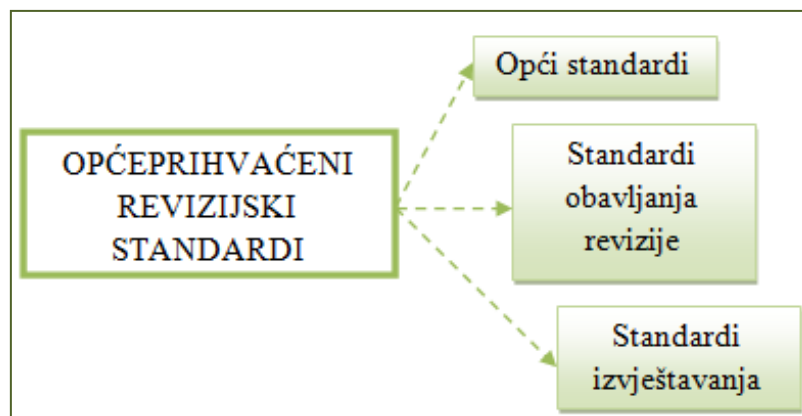 OPĆEPRIHVAĆENI
REVIZIJSKI
STANDARDI
Opći standardi
Standardi
obavljanja
revizije
Standardi
izvještavanja